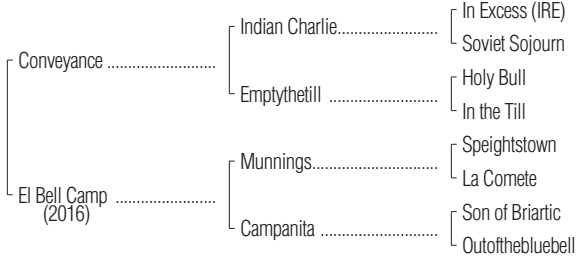 In Excess (IRE)
Indian Charlie..........................
Soviet Sojourn
Conveyance ............................
Holy Bull
Emptythetill ............................
In the Till
Speightstown
Munnings................................
La Comete
El Bell Camp ..........................
(2016)
Son of Briartic
Campanita ..............................
Outofthebluebell